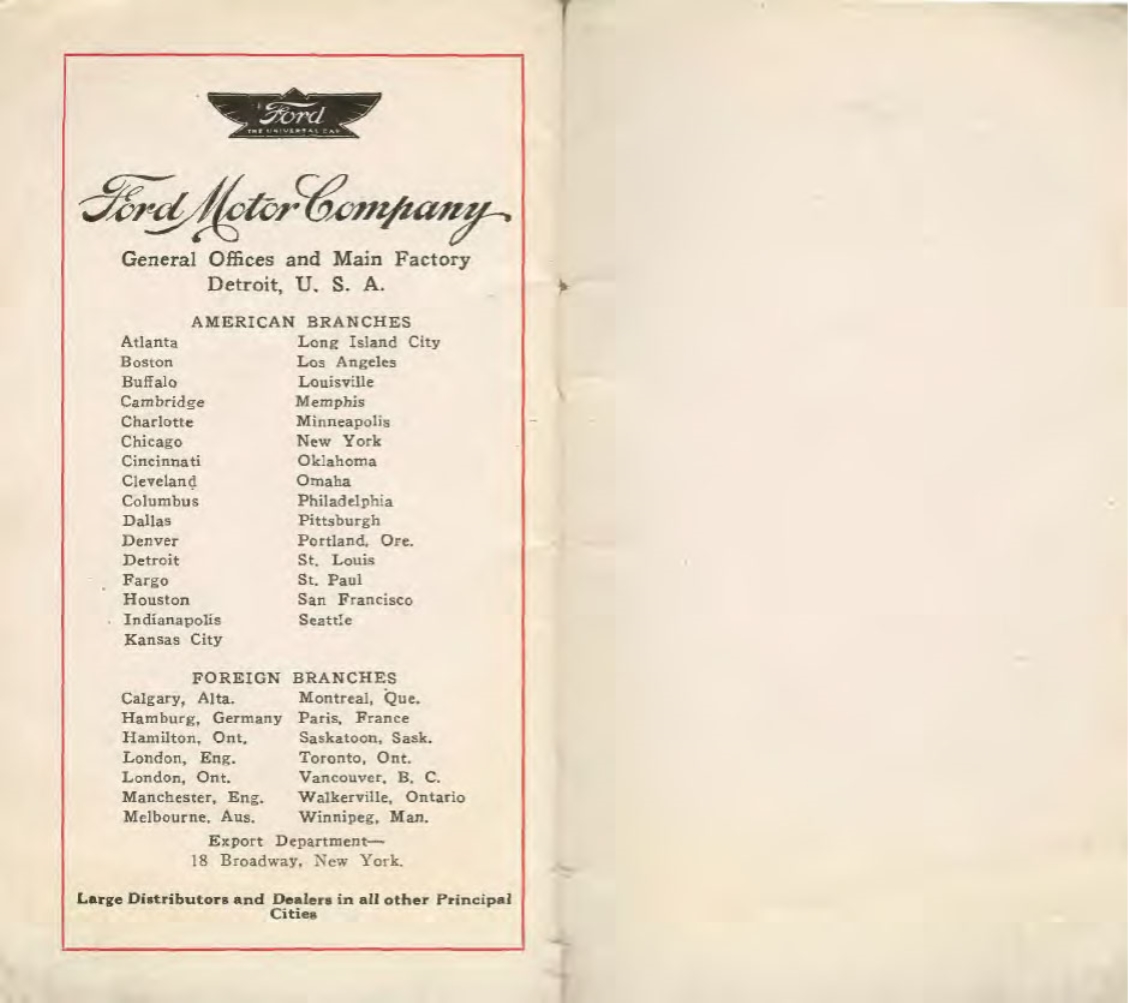 Ford
THE UNIVERSAL CAR
Ford Motor Company
General Offices and Main Factory
Detroit, U. S. A.
AMERICAN BRANCHES
Atlanta
Boston
Buffalo
Cambridge
Charlotte
Chicago
Cincinnati
Cleveland
Columbus
Dallas
Denver
Detroit
Fargo
Houston
Indianapolis
Kansas City
Long Island City
Los Angeles
Louisville
Memphis
Minneapolis
New York
Oklahoma
Omaha
Philadelphia
Pittsburgh
Portland, Ore.
St. Louis
St. Paul
San Francisco
Seattle
FOREIGN BRANCHES
Calgary, Alta.
Hamburg, Germany
Hamilton, Ont.
London, Eng.
London, Ont.
Manchester, Eng.
Melbourne, Aus.
Montreal, Que.
Paris, France
Saskatoon, Sask.
Toronto, Ont.
Vancouver, B. C.
Walkerville, Ontario
Winnipeg, Man.
Export Department—
18 Broadway, New York.
Large Distributors and Dealers in all other Principal
Cities